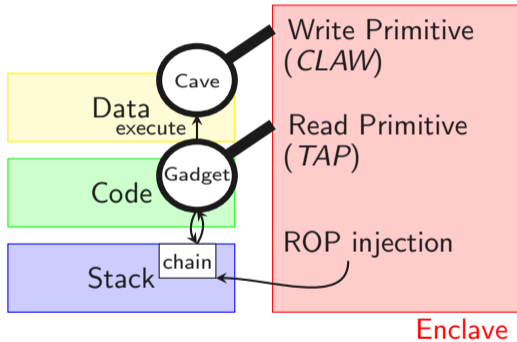 Write Primitive
(CLAW)
Cave
Data
execute
Read Primitive
(TAP)
Gadget
Code
ROP injection
chain
Stack
Enclave